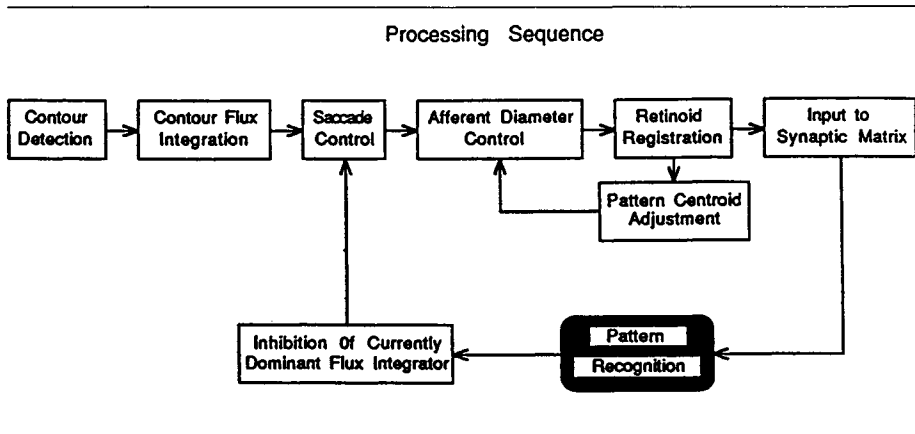 Processing Sequence
Contour
Detection
Contour Flux
Integration
Saccade
Control
Afferent Diameter
Control
Retinoid
Registration
Input to
Synaptic Matrix
Pattern Centroid
Adjustment
Inhibition Of Currently
Dominant Flux Integrator
Pattern
Recognition